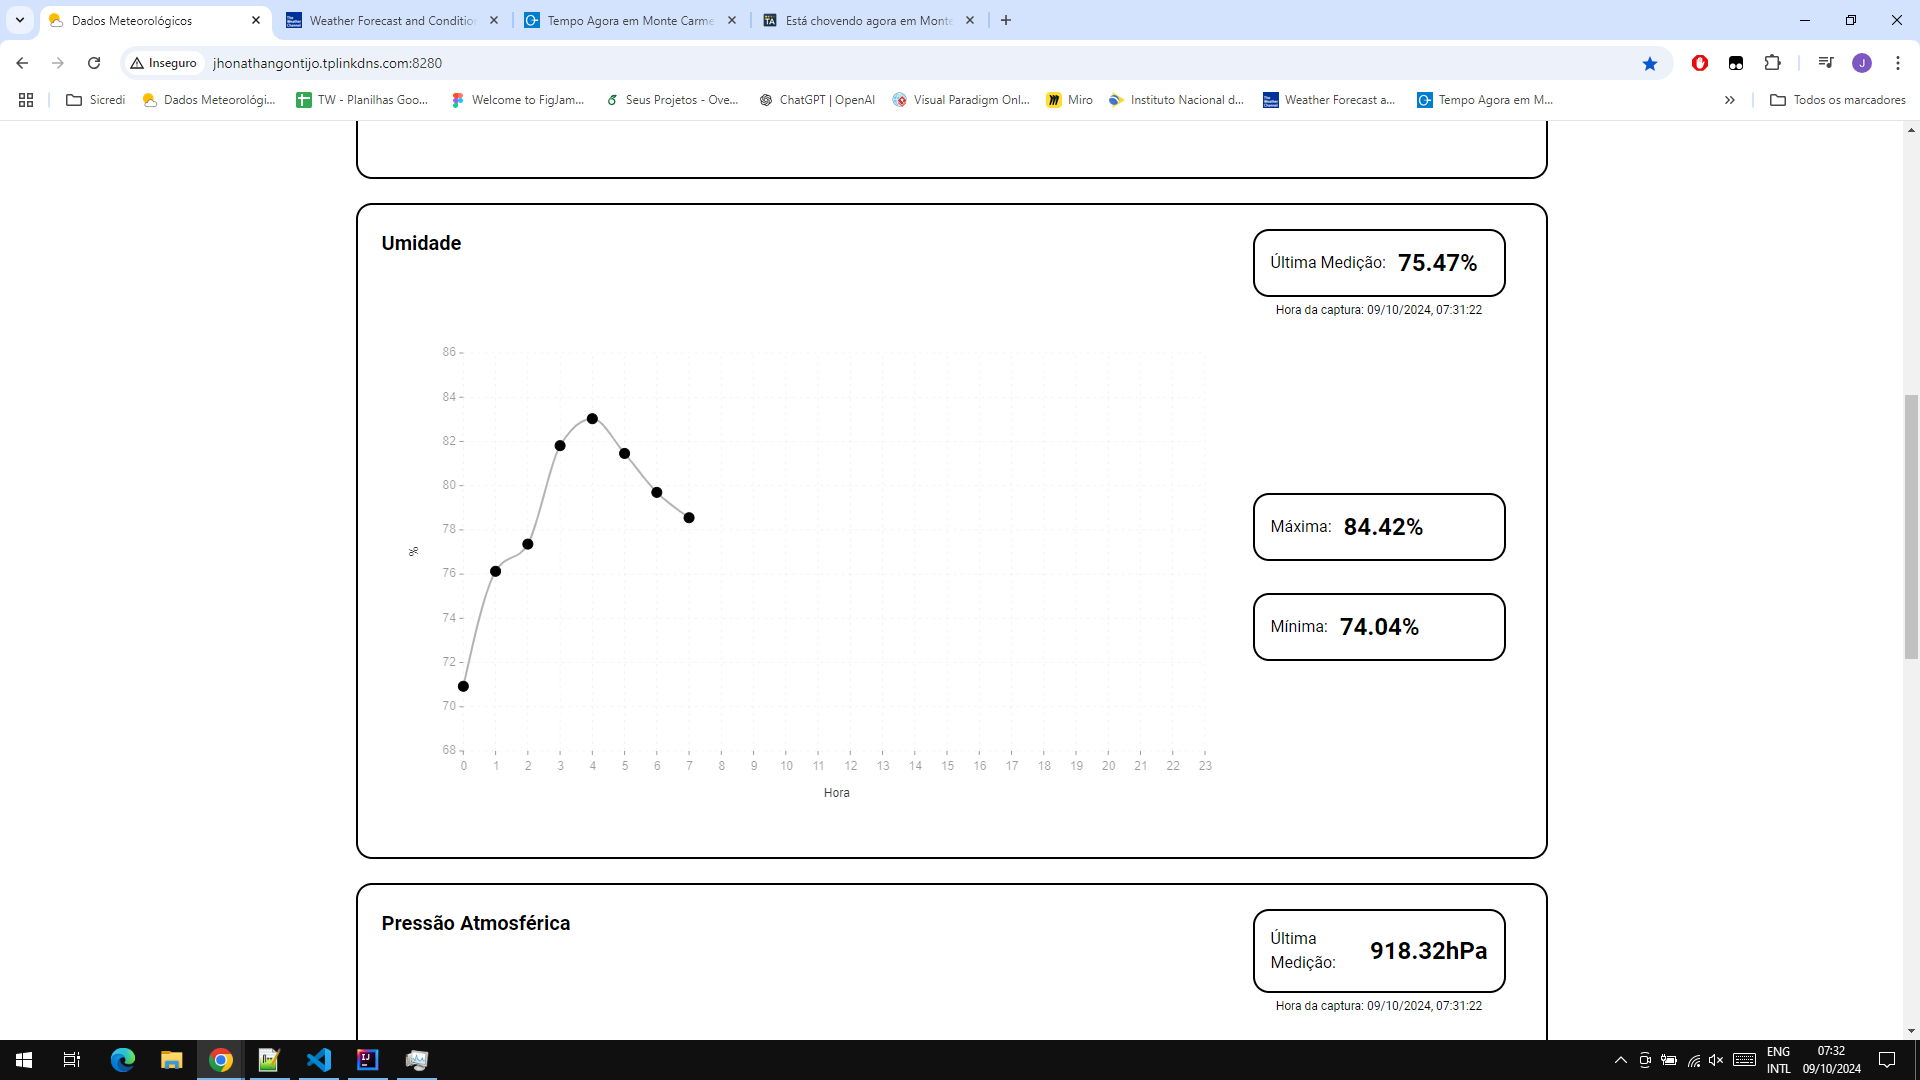 Dados Meteorológicos
Weather Forecast and Conditio
Tempo Agora em Monte Carme
Está chovendo agora em Monte
Inseguro
jhonathangontijo.tplinkdns.com:8280
J
Sicredi
Dados Meteorológi...
TW - Planilhas Goo...
Welcome to FigJam...
Seus Projetos - Ove...
ChatGPT | OpenAI
Visual Paradigm Onl...
Miro
Instituto Nacional d...
Weather Forecast a...
Tempo Agora em M...
Todos os marcadores
Umidade
Última Medição: 75.47%
Hora da captura: 09/10/2024, 07:31:22
86
84
82
80
78
76
74
72
70
68
%
0 1 2 3 4 5 6 7 8 9 10 11 12 13 14 15 16 17 18 19 20 21 22 23
Hora
Máxima: 84.42%
Mínima: 74.04%
Pressão Atmosférica
Última
Medição:
918.32hPa
Hora da captura: 09/10/2024, 07:31:22
ENG
INTL
07:32
09/10/2024